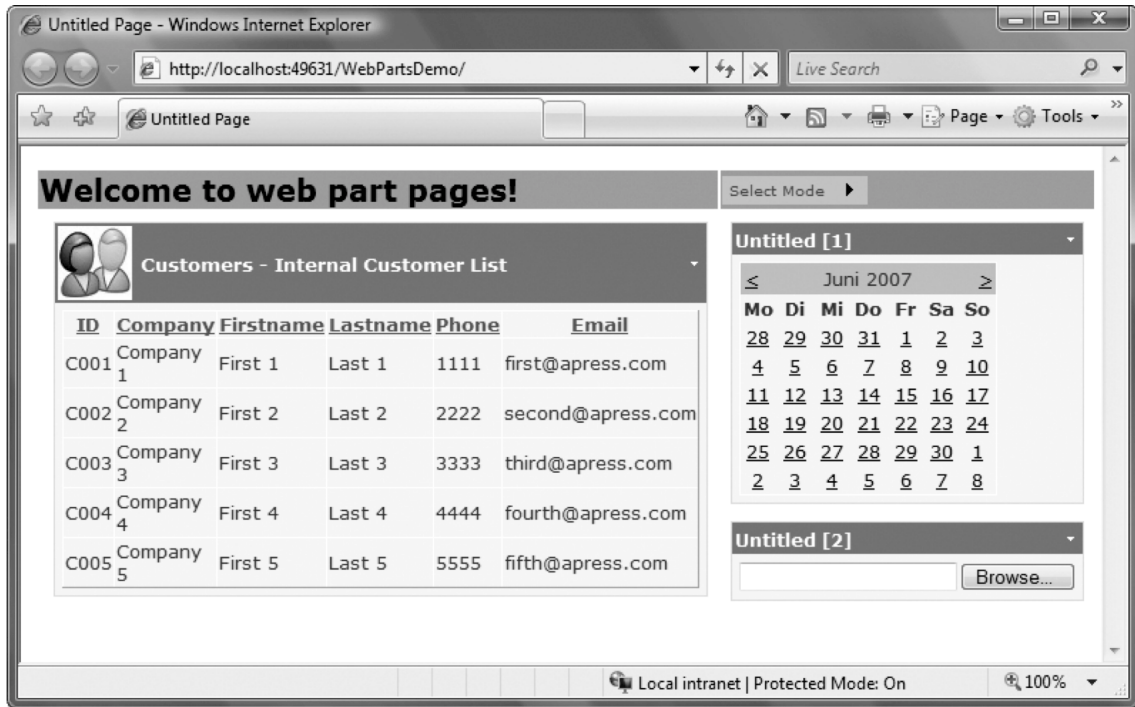 Untitled Page - Windows Internet Explorer
http://localhost:49631/WebPartsDemo/
Live Search
Untitled Page
Page
Tools
Welcome to web part pages!
Select Mode
Customers - Internal Customer List
ID Company Firstname Lastname Phone Email
C001 Company 1 First 1 Last 1 1111 first@apress.com
C002 Company 2 First 2 Last 2 2222 second@apress.com
C003 Company 3 First 3 Last 3 3333 third@apress.com
C004 Company 4 First 4 Last 4 4444 fourth@apress.com
C005 Company 5 First 5 Last 5 5555 fifth@apress.com
Untitled [1]
< Juni 2007 >
Mo Di Mi Do Fr Sa So
28 29 30 31 1 2 3
4 5 6 7 8 9 10
11 12 13 14 15 16 17
18 19 20 21 22 23 24
25 26 27 28 29 30 1
2 3 4 5 6 7 8
Untitled [2]
Browse...
Local intranet | Protected Mode: On
100%